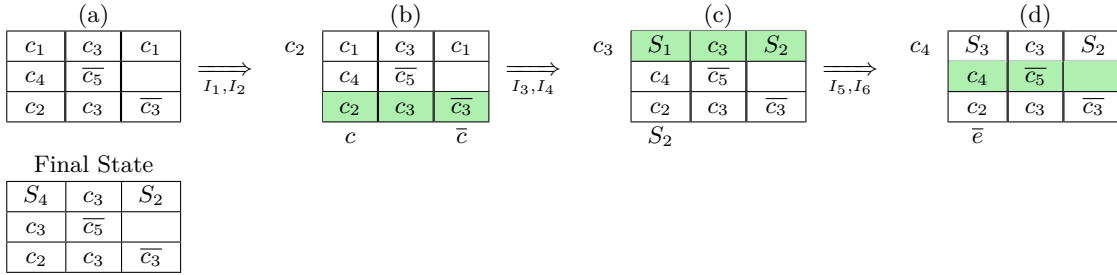 (a) (b) (c) (d)
c₁ c₃ c₁ c₂ c₁ c₃ c₁ c₃ S₁ c₃ S₂ c₄ S₃ c₃ S₂
c₄ c̅₅ ⟹ c₄ c̅₅ ⟹ c₄ c̅₅ ⟹ c₄ c̅₅
I₁, I₂ I₃, I₄ I₅, I₆
c₂ c₃ c̅₃ c₂ c₃ c̅₃ c₂ c₃ c̅₃ c₂ c₃ c̅₃
c c̅ S₂ e̅
Final State
S₄ c₃ S₂
c₃ c̅₅
c₂ c₃ c̅₃